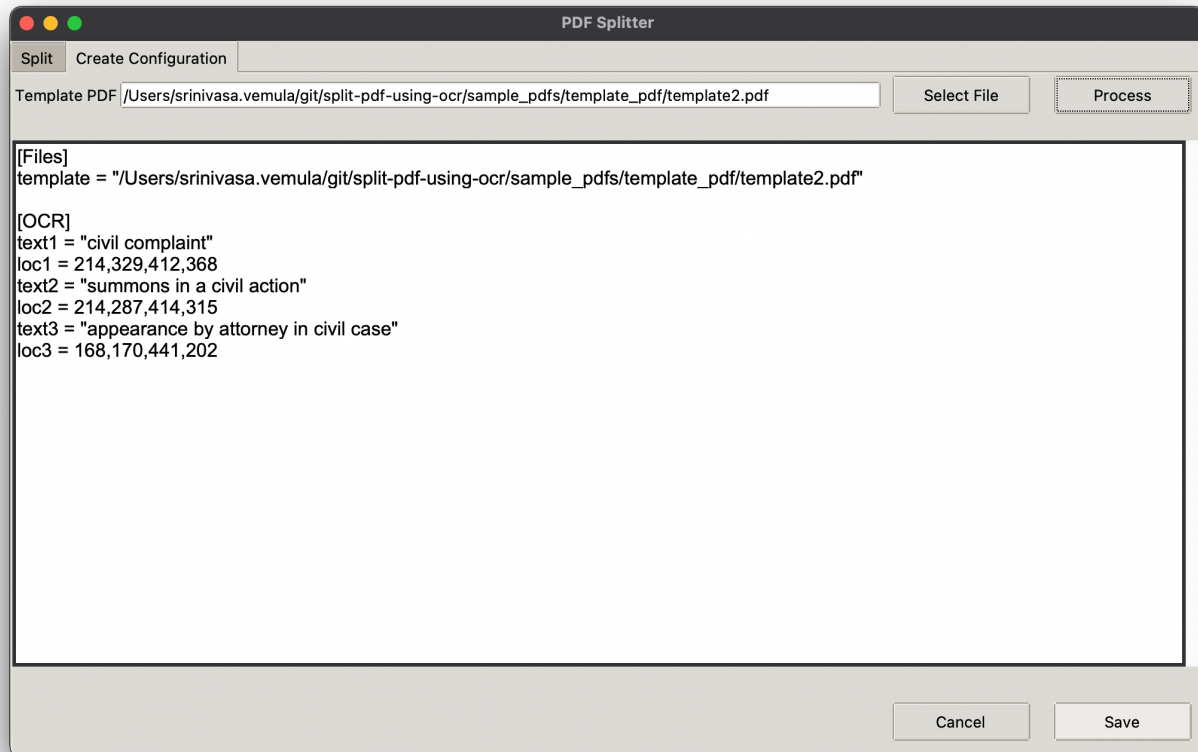 PDF Splitter
Split Create Configuration
Template PDF /Users/srinivasa.vemula/git/split-pdf-using-ocr/sample_pdfs/template_pdf/template2.pdf Select File Process
[Files]
template = "/Users/srinivasa.vemula/git/split-pdf-using-ocr/sample_pdfs/template_pdf/template2.pdf"
[OCR]
text1 = "civil complaint"
loc1 = 214,329,412,368
text2 = "summons in a civil action"
loc2 = 214,287,414,315
text3 = "appearance by attorney in civil case"
loc3 = 168,170,441,202
Cancel Save